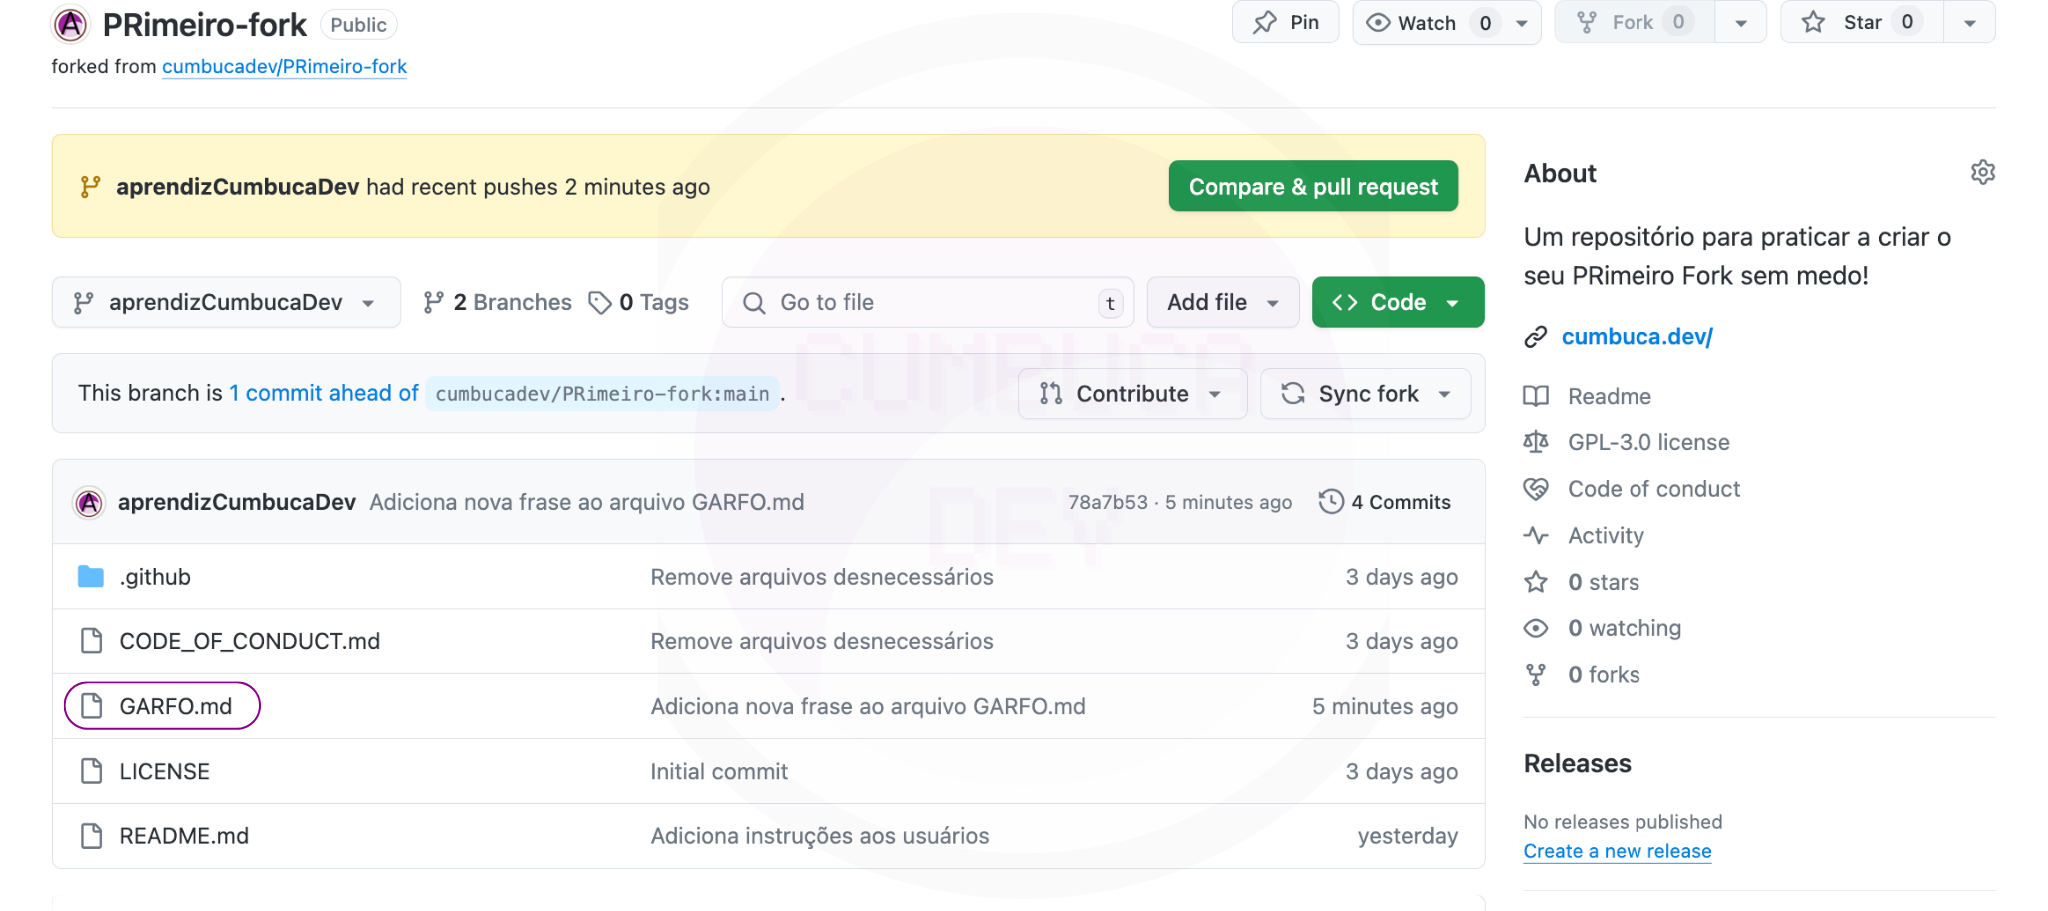 PRimeiro-fork Public
Pin
Watch 0
Fork 0
Star 0
forked from cumbucadev/PRimeiro-fork
aprendizCumbucaDev had recent pushes 2 minutes ago
Compare & pull request
aprendizCumbucaDev
2 Branches
0 Tags
Go to file
t
Add file
<> Code
This branch is 1 commit ahead of cumbucadev/PRimeiro-fork:main .
Contribute
Sync fork
aprendizCumbucaDev Adiciona nova frase ao arquivo GARFO.md
78a7b53 · 5 minutes ago
4 Commits
.github Remove arquivos desnecessários 3 days ago
CODE_OF_CONDUCT.md Remove arquivos desnecessários 3 days ago
GARFO.md Adiciona nova frase ao arquivo GARFO.md 5 minutes ago
LICENSE Initial commit 3 days ago
README.md Adiciona instruções aos usuários yesterday
About
Um repositório para praticar a criar o
seu PRimeiro Fork sem medo!
cumbuca.dev/
Readme
GPL-3.0 license
Code of conduct
Activity
0 stars
0 watching
0 forks
Releases
No releases published
Create a new release
CUMBUCA
DEV